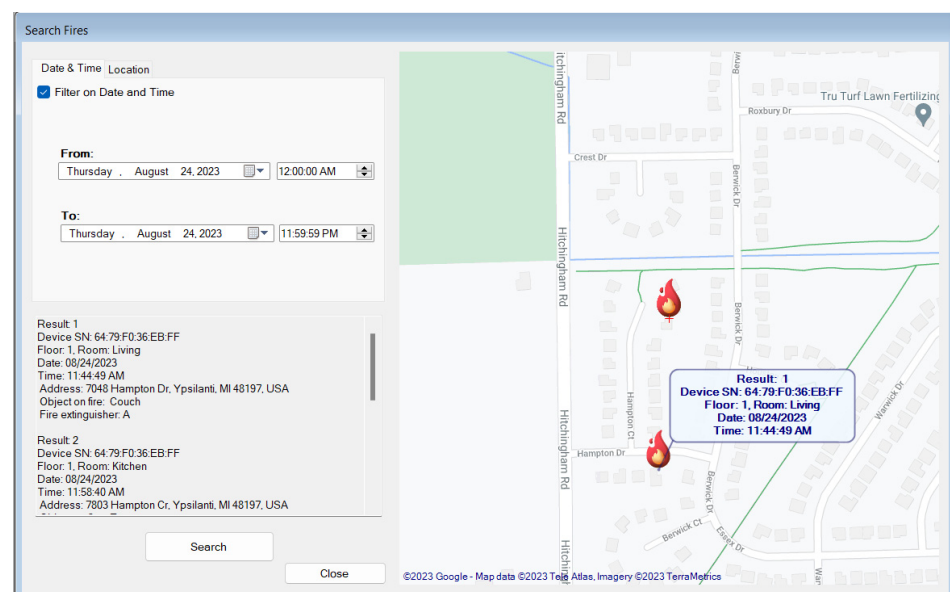 Search Fires
Date & Time
Location
Filter on Date and Time
From:
Thursday , August 24, 2023
12:00:00 AM
To:
Thursday , August 24, 2023
11:59:59 PM
Result: 1
Device SN: 64:79:F0:36:EB:FF
Floor: 1, Room: Living
Date: 08/24/2023
Time: 11:44:49 AM
Address: 7048 Hampton Dr, Ypsilanti, MI 48197, USA
Object on fire: Couch
Fire extinguisher: A
Result: 2
Device SN: 64:79:F0:36:EB:FF
Floor: 1, Room: Kitchen
Date: 08/24/2023
Time: 11:58:40 AM
Address: 7803 Hampton Cr, Ypsilanti, MI 48197, USA
Search
Close
itchingham Rd
Berwi
Tru Turf Lawn Fertilizing
Roxbury Dr
Crest Dr
Berwick Dr
Hitchingham Rd
Berwick Dr
Result: 1
Device SN: 64:79:F0:36:EB:FF
Floor: 1, Room: Living
Date: 08/24/2023
Time: 11:44:49 AM
Warwick Dr
Hampton Ct
Hitchingham Rd
Hampton Dr
Berwick Dr
Berwick Ct
Essex Dr
Hitchin
War
©2023 Google - Map data ©2023 Tele Atlas, Imagery ©2023 TerraMetrics